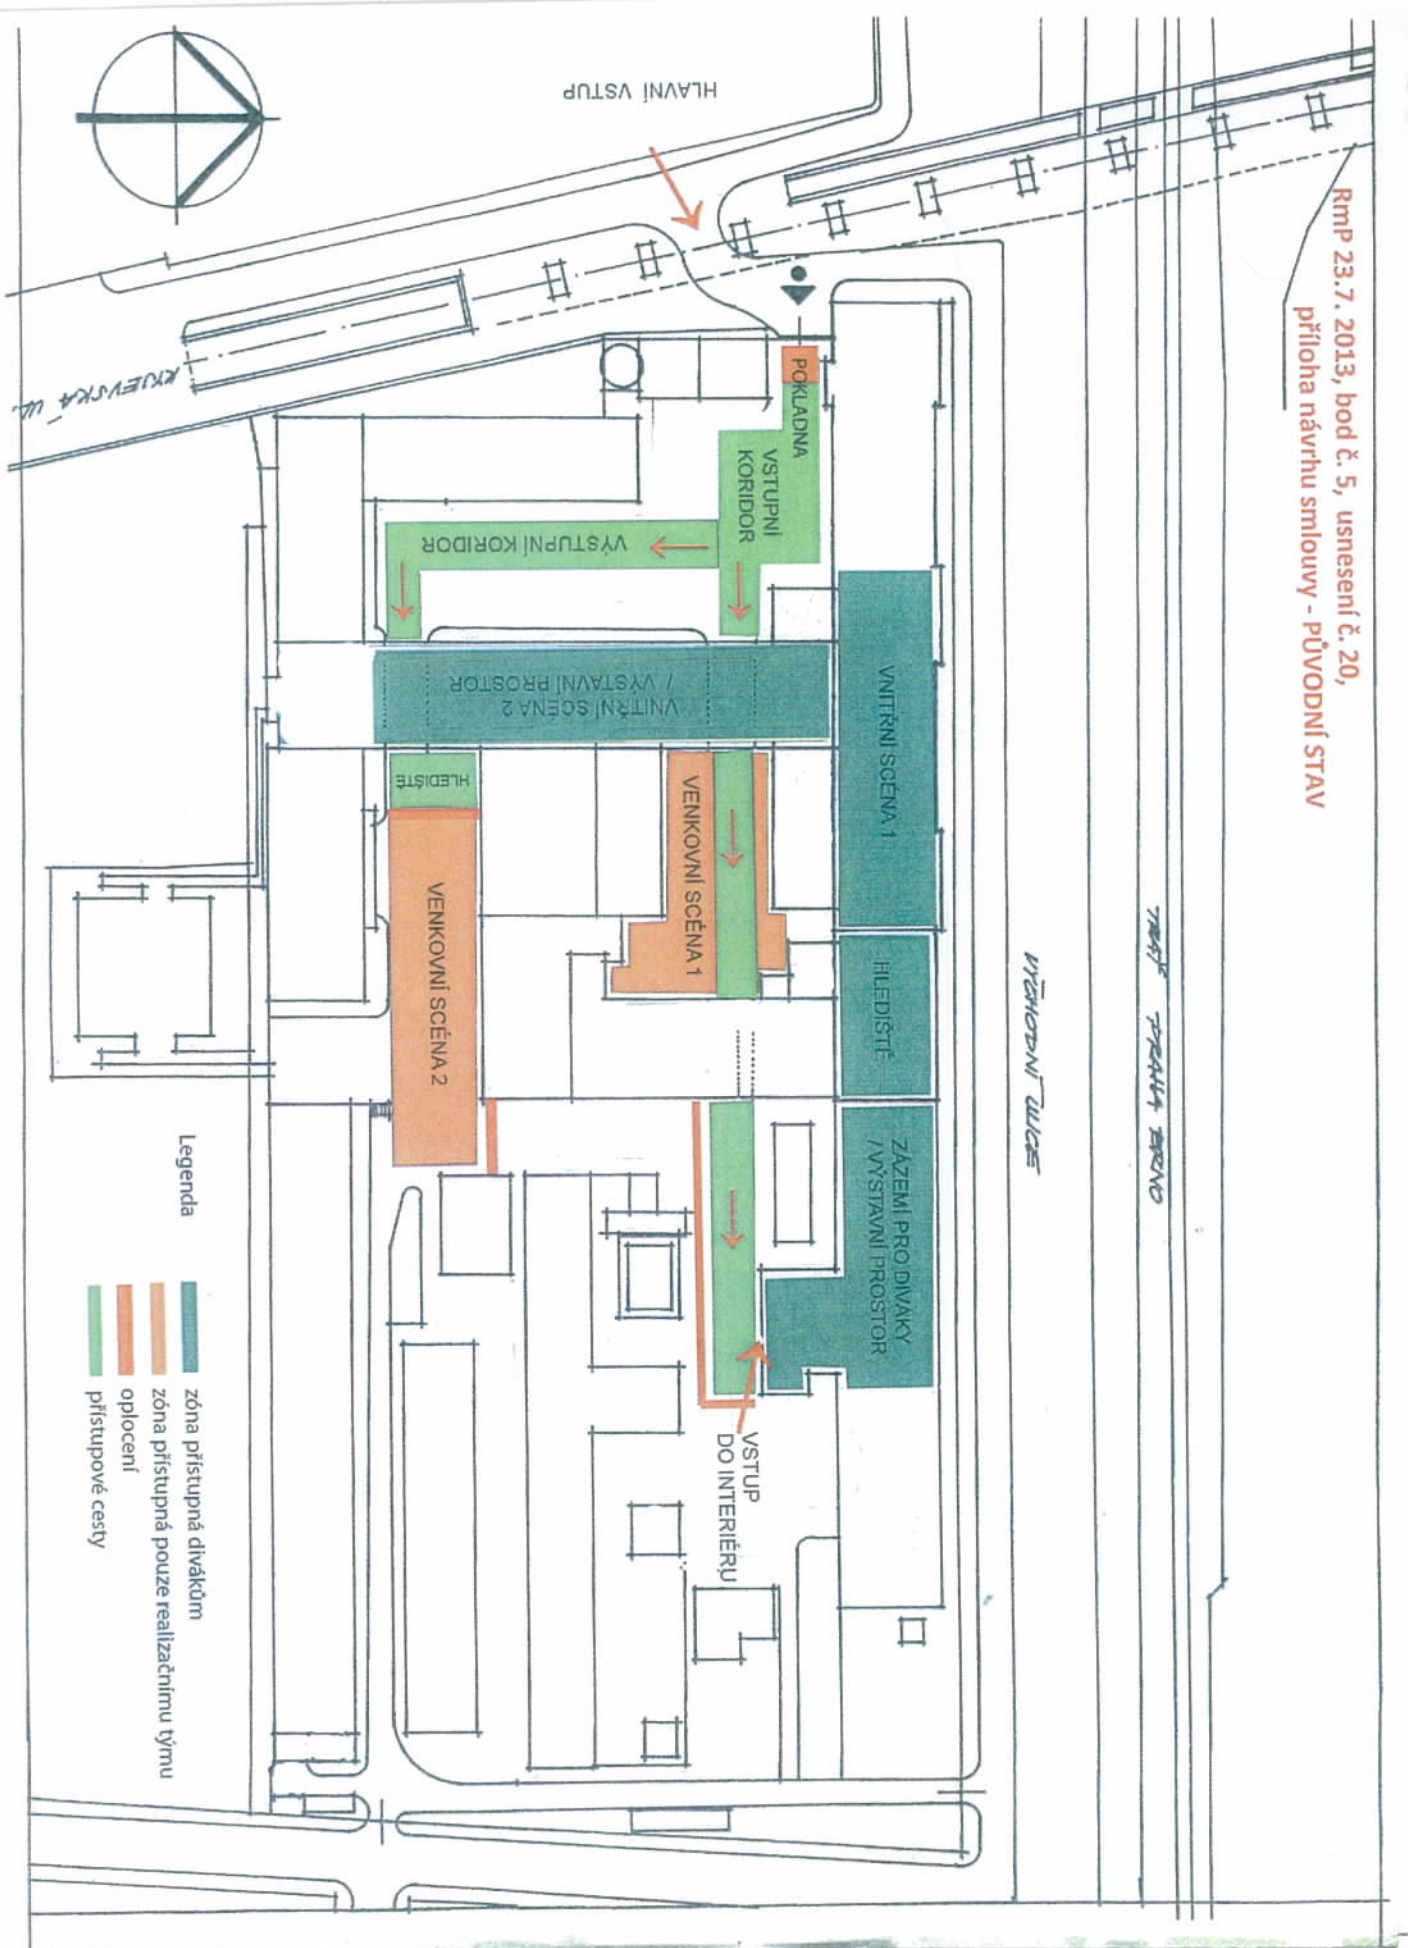 RmP 23.7. 2013, bod č. 5, usnesení č. 20,
příloha návrhu smlouvy - PŮVODNÍ STAV
TRAŤ PRAHA BRNO
VÝCHODNÍ ULICE
HLAVNÍ VSTUP
KYJEVSKÁ UL.
POKLADNA
VSTUPNÍ
KORIDOR
VÝSTUPNÍ KORIDOR
VNITŘNÍ SCÉNA 1
VNITŘNÍ SCÉNA 2
/ VÝSTAVNÍ PROSTOR
HLEDIŠTĚ
VENKOVNÍ SCÉNA 1
VENKOVNÍ SCÉNA 2
HLEDIŠTĚ
ZÁZEMÍ PRO DIVÁKY
/ VÝSTAVNÍ PROSTOR
VSTUP
DO INTERIÉRU
Legenda
zóna přístupná divákům
zóna přístupná pouze realizačnímu týmu
oplocení
přístupové cesty